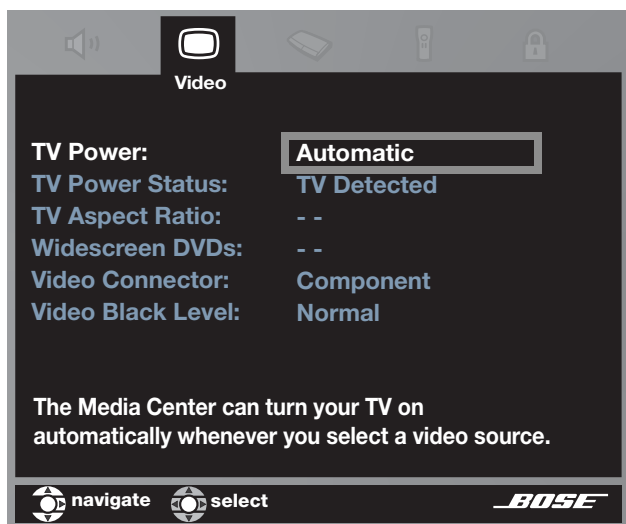 Video
TV Power: Automatic
TV Power Status: TV Detected
TV Aspect Ratio: - -
Widescreen DVDs: - -
Video Connector: Component
Video Black Level: Normal
The Media Center can turn your TV on
automatically whenever you select a video source.
navigate select BOSE